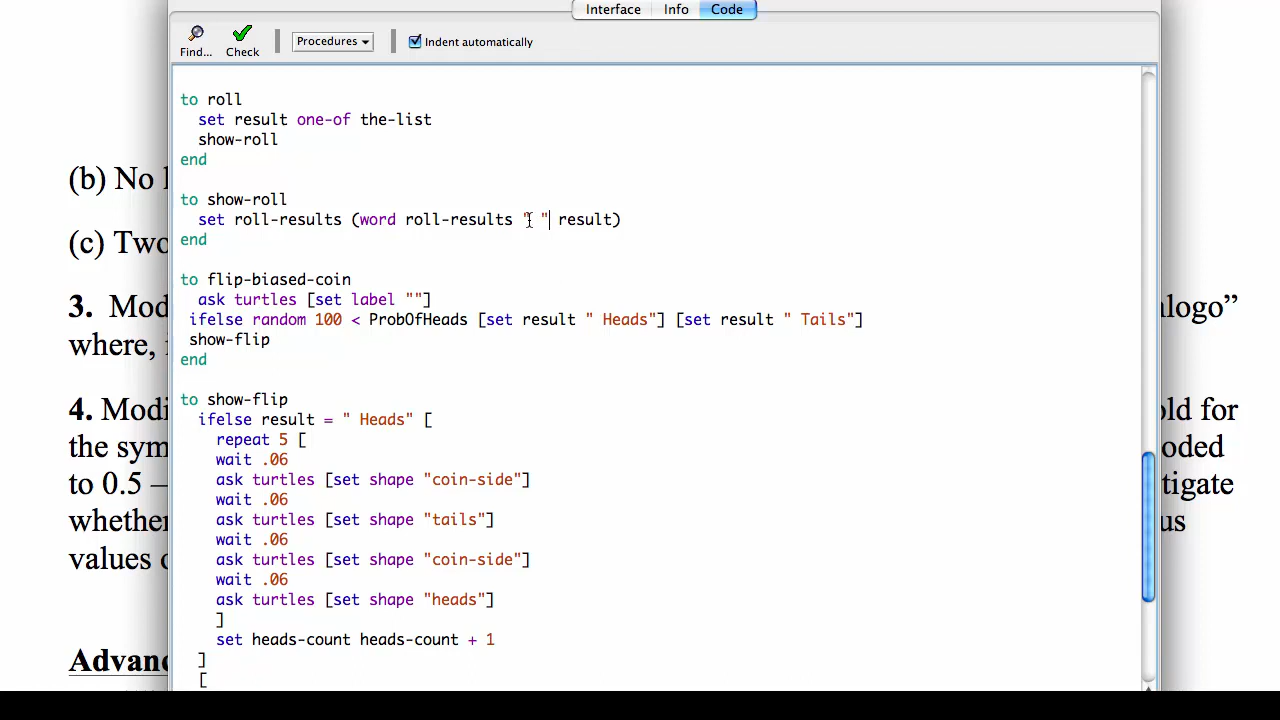 Interface Info Code
Find... Check Procedures Indent automatically
to roll
set result one-of the-list
show-roll
end
(b) No
to show-roll
set roll-results (word roll-results " " result)
end
(c) Two
to flip-biased-coin
ask turtles [set label ""]
3. Mod logo”
ifelse random 100 < ProbOfHeads [set result " Heads"] [set result " Tails"]
show-flip
where,
end
to show-flip
4. Modi old for
ifelse result = " Heads" [
repeat 5 [
the sym oded
wait .06
ask turtles [set shape "coin-side"]
to 0.5 — tigate
wait .06
ask turtles [set shape "tails"]
whether us
wait .06
ask turtles [set shape "coin-side"]
values
wait .06
ask turtles [set shape "heads"]
]
set heads-count heads-count + 1
Advanc
]
[